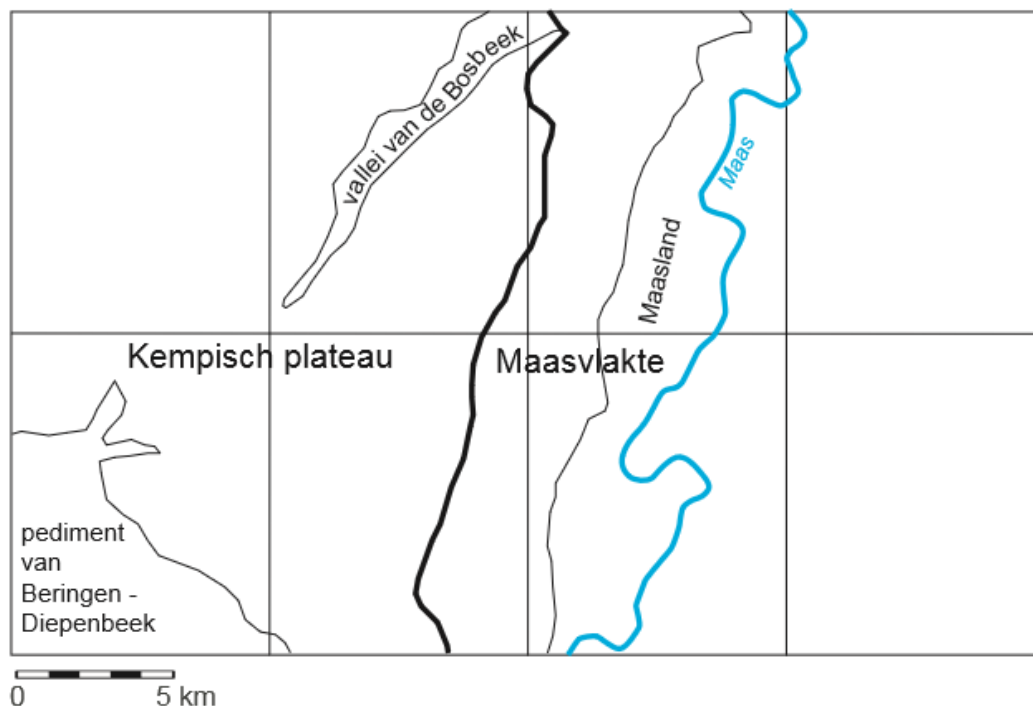 vallei van de Bosbeek
Maas
Maasland
Kempisch plateau
Maasvlakte
pediment
van
Beringen -
Diepenbeek
0 5 km